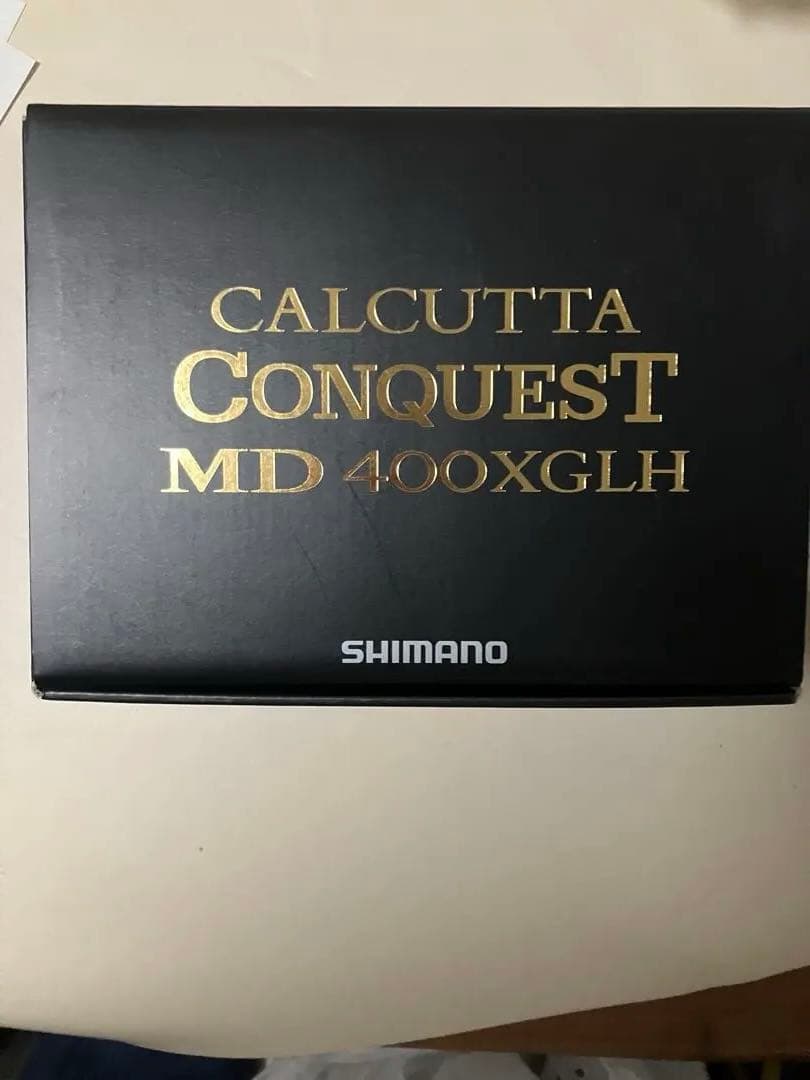 CALCUTTA
CONQUEST
MD 400XGLH
SHIMANO